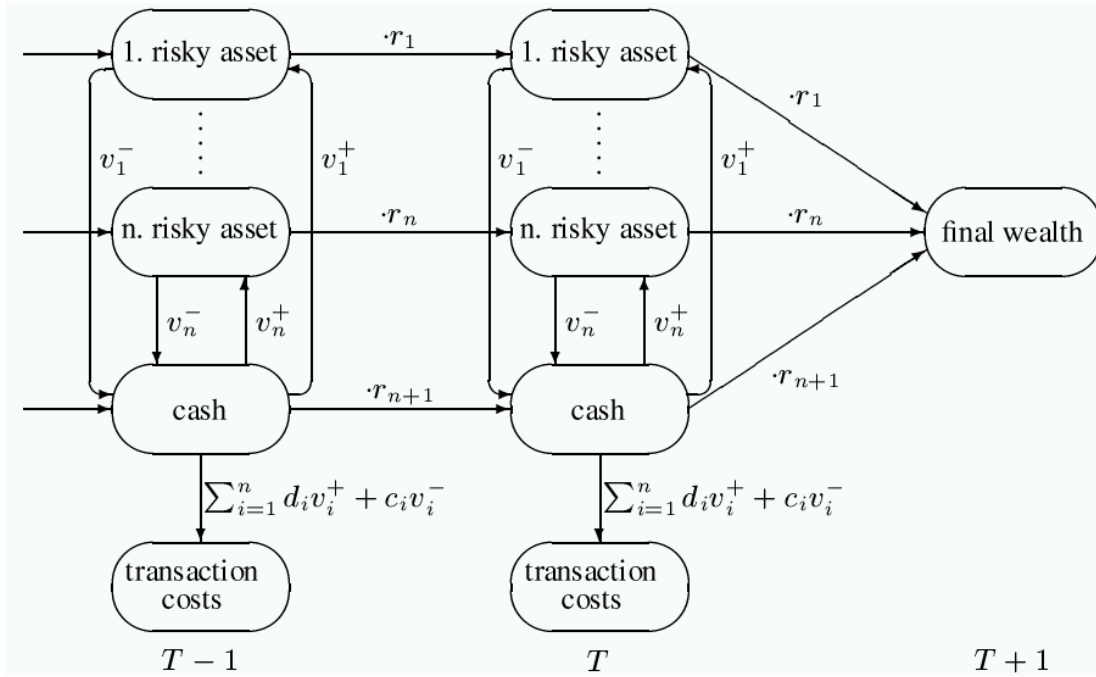 1. risky asset
·r₁
1. risky asset
·r₁
v₁⁻
v₁⁺
v₁⁻
v₁⁺
n. risky asset
·rₙ
n. risky asset
·rₙ
final wealth
vₙ⁻
vₙ⁺
vₙ⁻
vₙ⁺
cash
·rₙ₊₁
cash
·rₙ₊₁
∑ᵢ₌₁ⁿ dᵢvᵢ⁺ + cᵢvᵢ⁻
∑ᵢ₌₁ⁿ dᵢvᵢ⁺ + cᵢvᵢ⁻
transaction
costs
transaction
costs
T − 1
T
T + 1